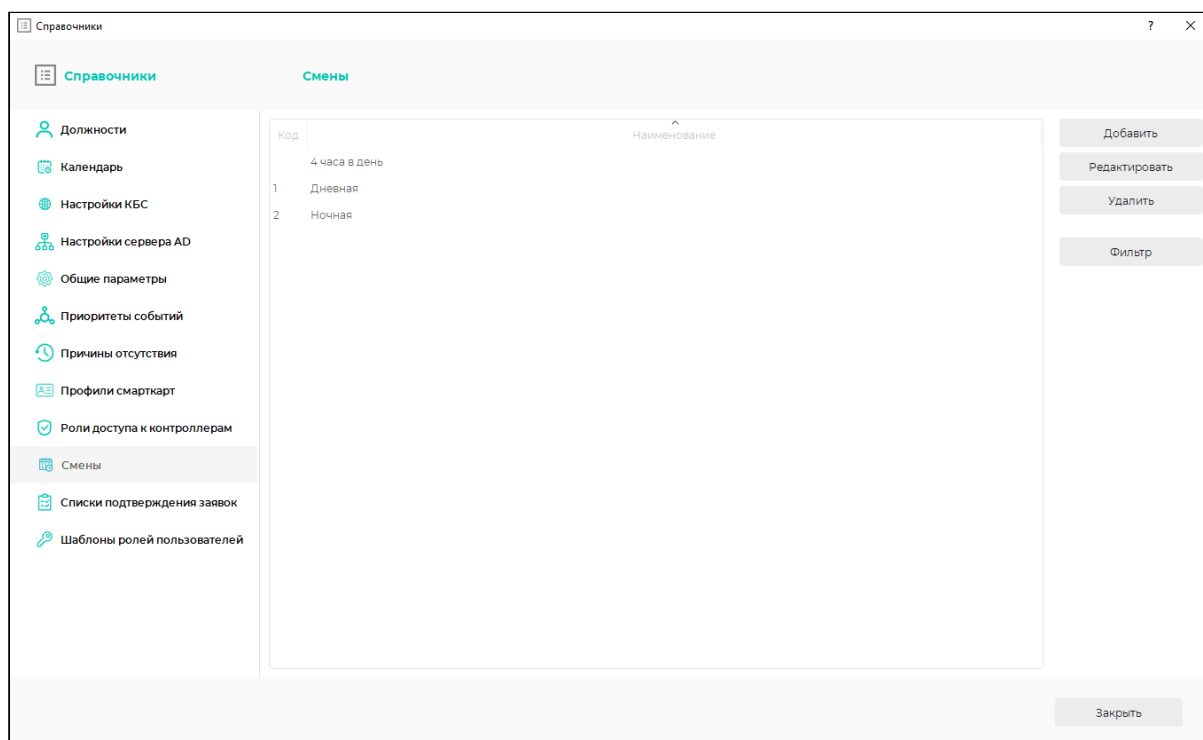 Справочники
?
Справочники
Смены
Должности
Календарь
Настройки КБС
Настройки сервера AD
Общие параметры
Приоритеты событий
Причины отсутствия
Профили смарткарт
Роли доступа к контроллерам
Смены
Списки подтверждения заявок
Шаблоны ролей пользователей
Код Наименование
4 часа в день
1 Дневная
2 Ночная
Добавить
Редактировать
Удалить
Фильтр
Закрыть